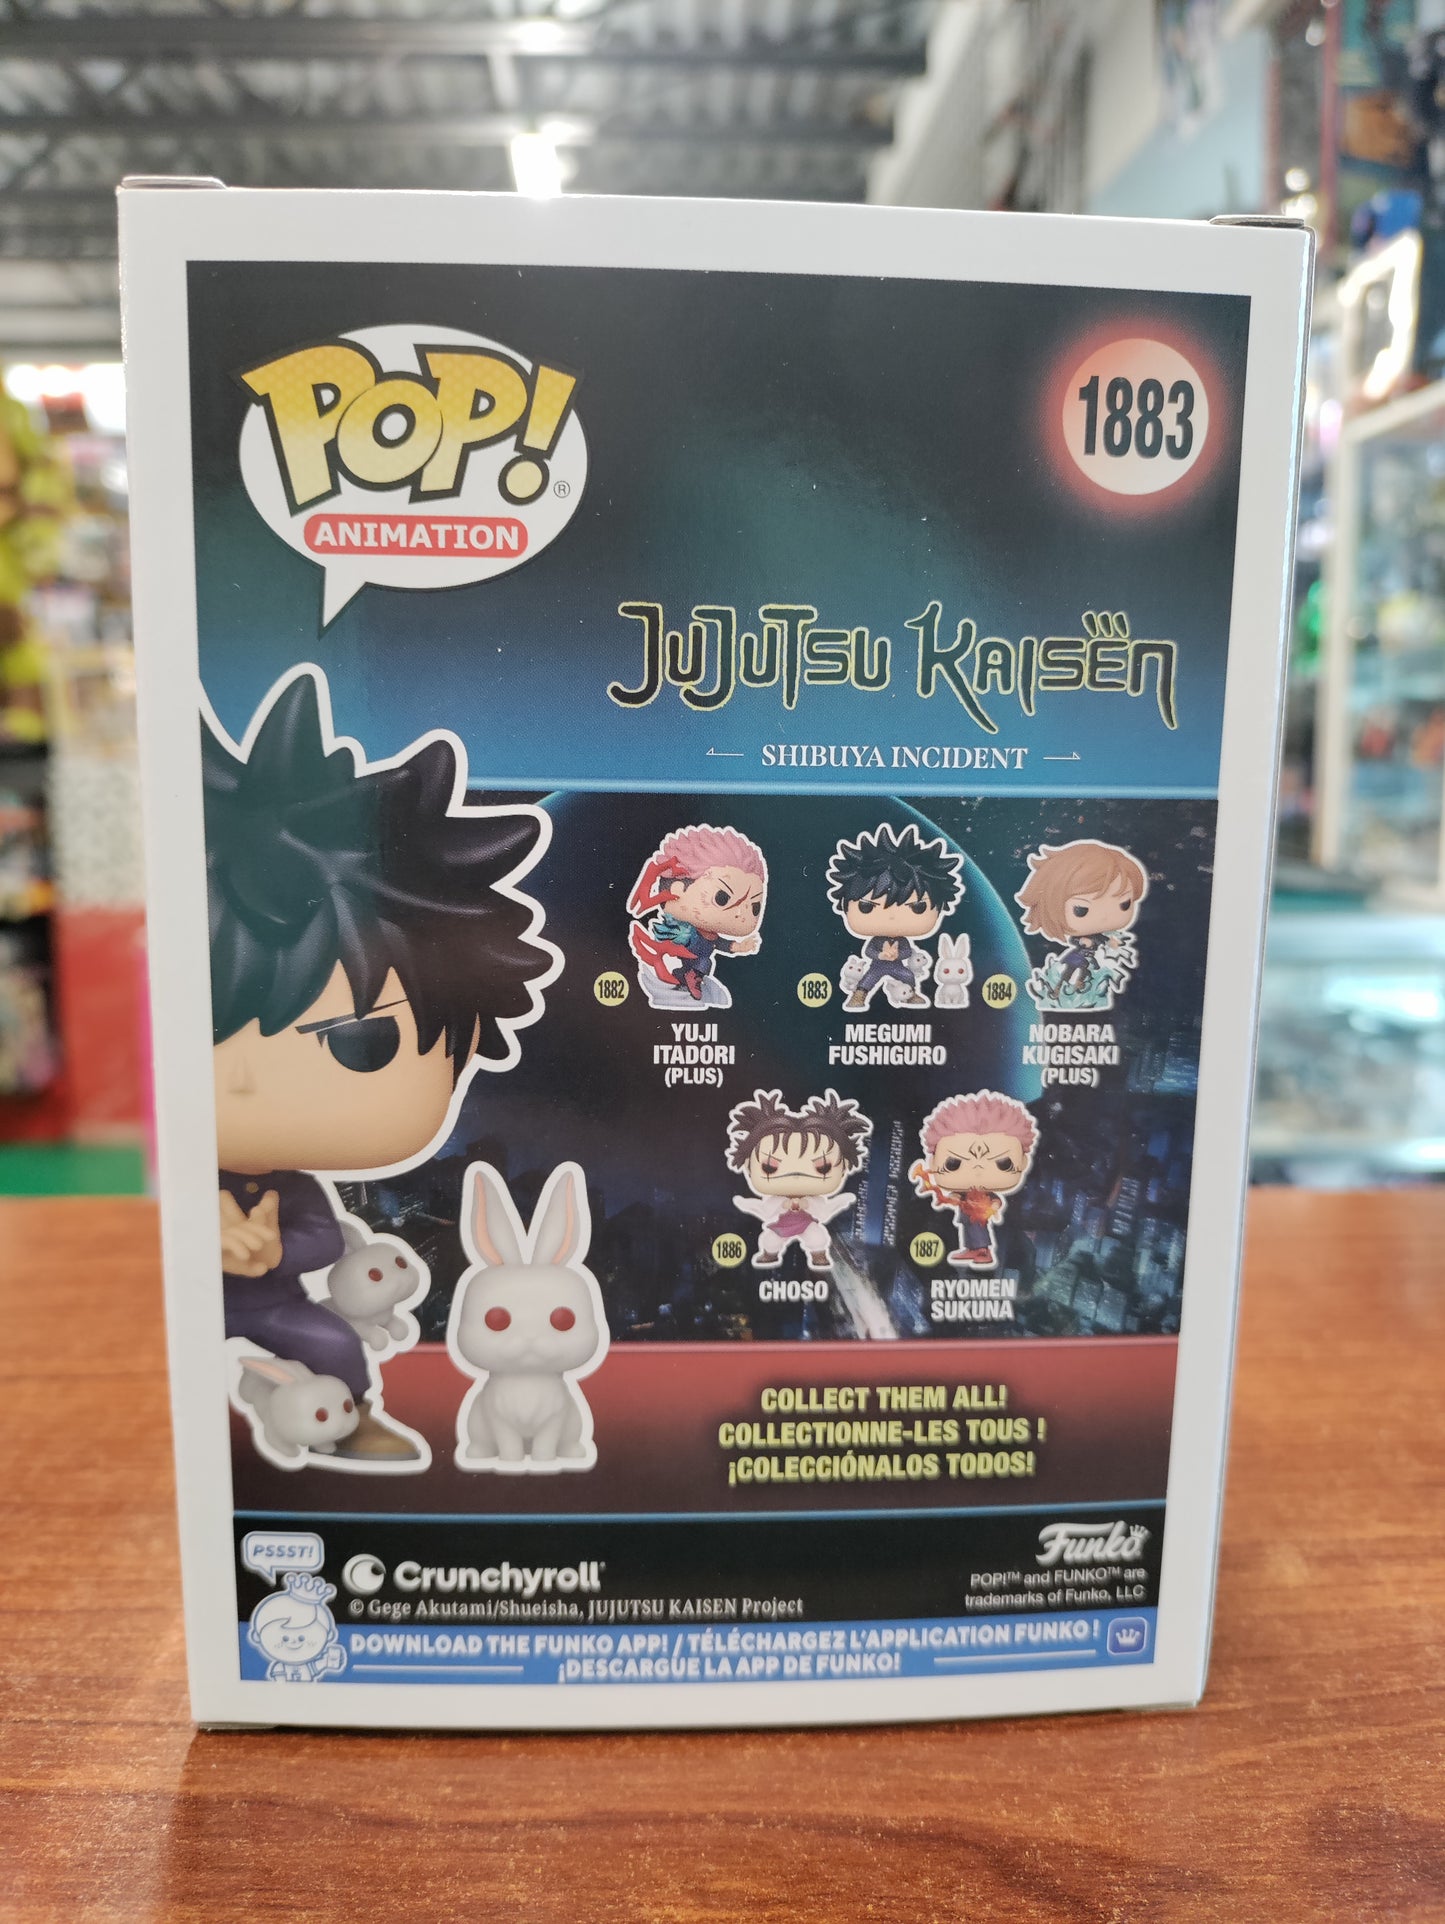 POP! ®
ANIMATION
1883
JUJUTSU KAISEN
SHIBUYA INCIDENT
1882
YUJI
ITADORI
(PLUS)
1883
MEGUMI
FUSHIGURO
1884
NOBARA
KUGISAKI
(PLUS)
1886
CHOSO
1887
RYOMEN
SUKUNA
COLLECT THEM ALL!
COLLECTIONNE-LES TOUS !
¡COLECCIÓNALOS TODOS!
PSSST!
Crunchyroll
© Gege Akutami/Shueisha, JUJUTSU KAISEN Project
Funko
POP!™ and FUNKO™ are
trademarks of Funko, LLC
DOWNLOAD THE FUNKO APP! / TÉLÉCHARGEZ L'APPLICATION FUNKO !
¡DESCARGUE LA APP DE FUNKO!